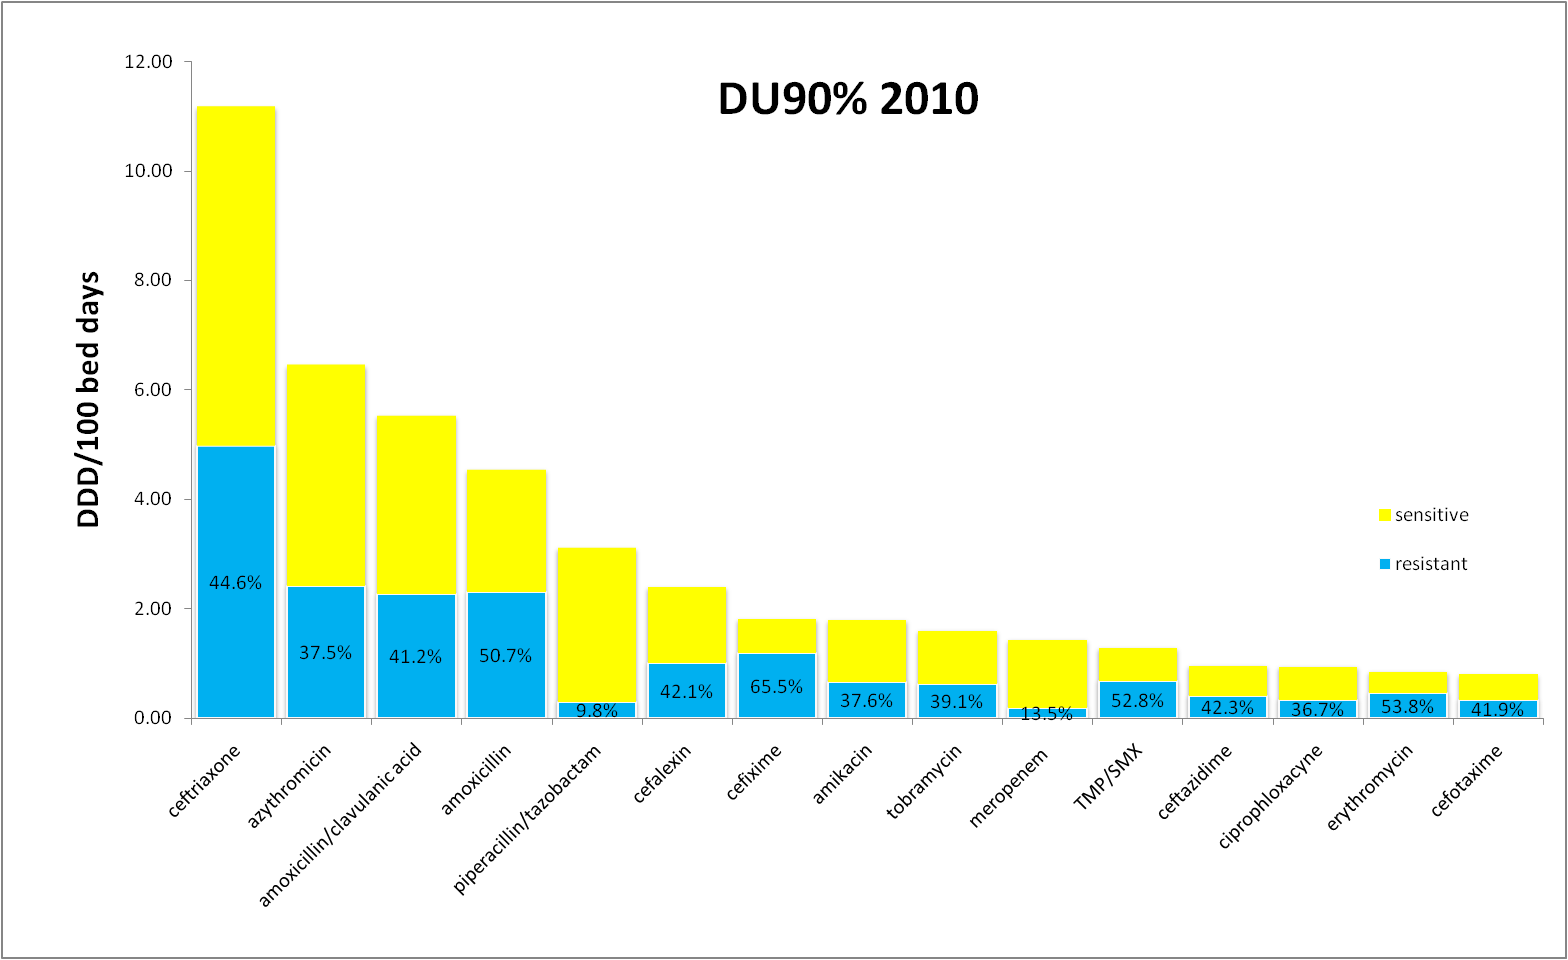 DU90% 2010
DDD/100 bed days
12.00
10.00
8.00
6.00
4.00
2.00
0.00
sensitive
resistant
44.6%
37.5%
41.2%
50.7%
9.8%
42.1%
65.5%
37.6%
39.1%
13.5%
52.8%
42.3%
36.7%
53.8%
41.9%
ceftriaxone
azythromicin
amoxicillin/clavulanic acid
amoxicillin
piperacillin/tazobactam
cefalexin
cefixime
amikacin
tobramycin
meropenem
TMP/SMX
ceftazidime
ciprophloxacyne
erythromycin
cefotaxime